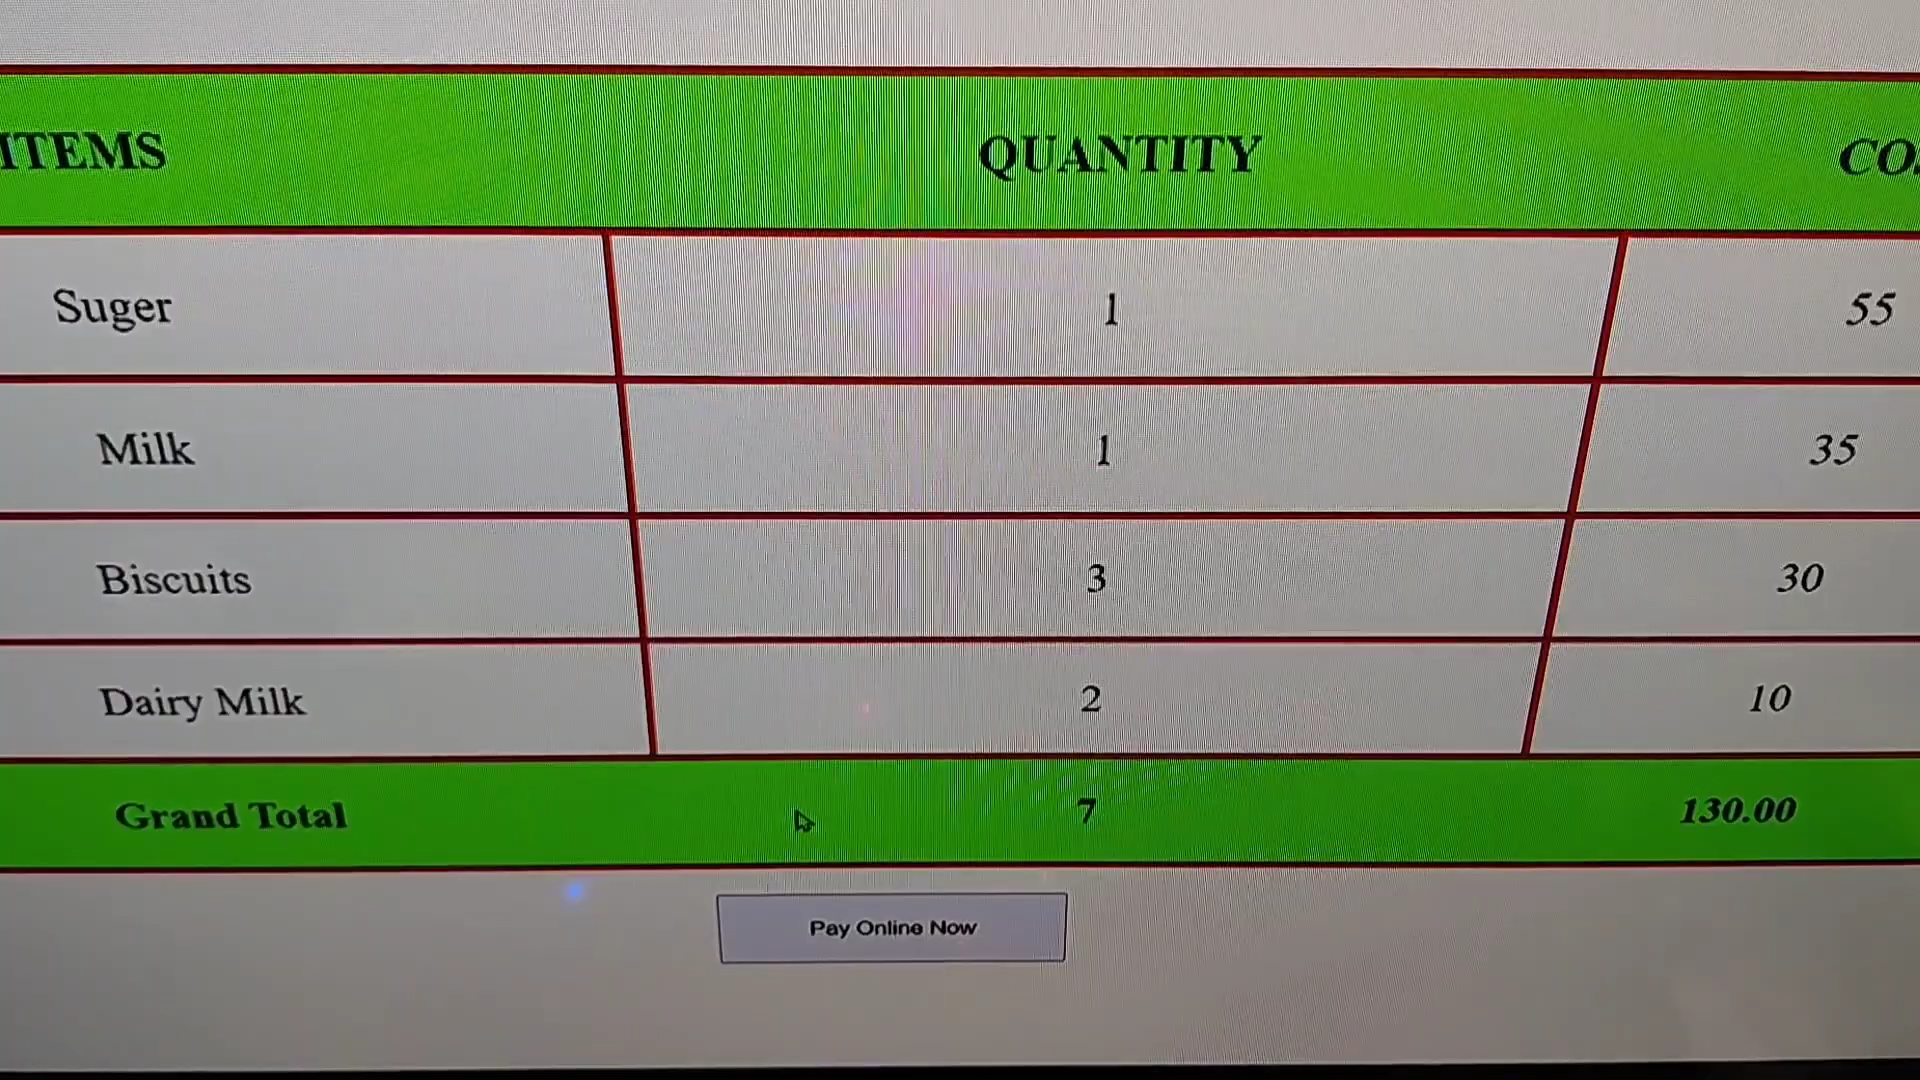 ITEMS QUANTITY CO
Suger 1 55
Milk 1 35
Biscuits 3 30
Dairy Milk 2 10
Grand Total 7 130.00
Pay Online Now